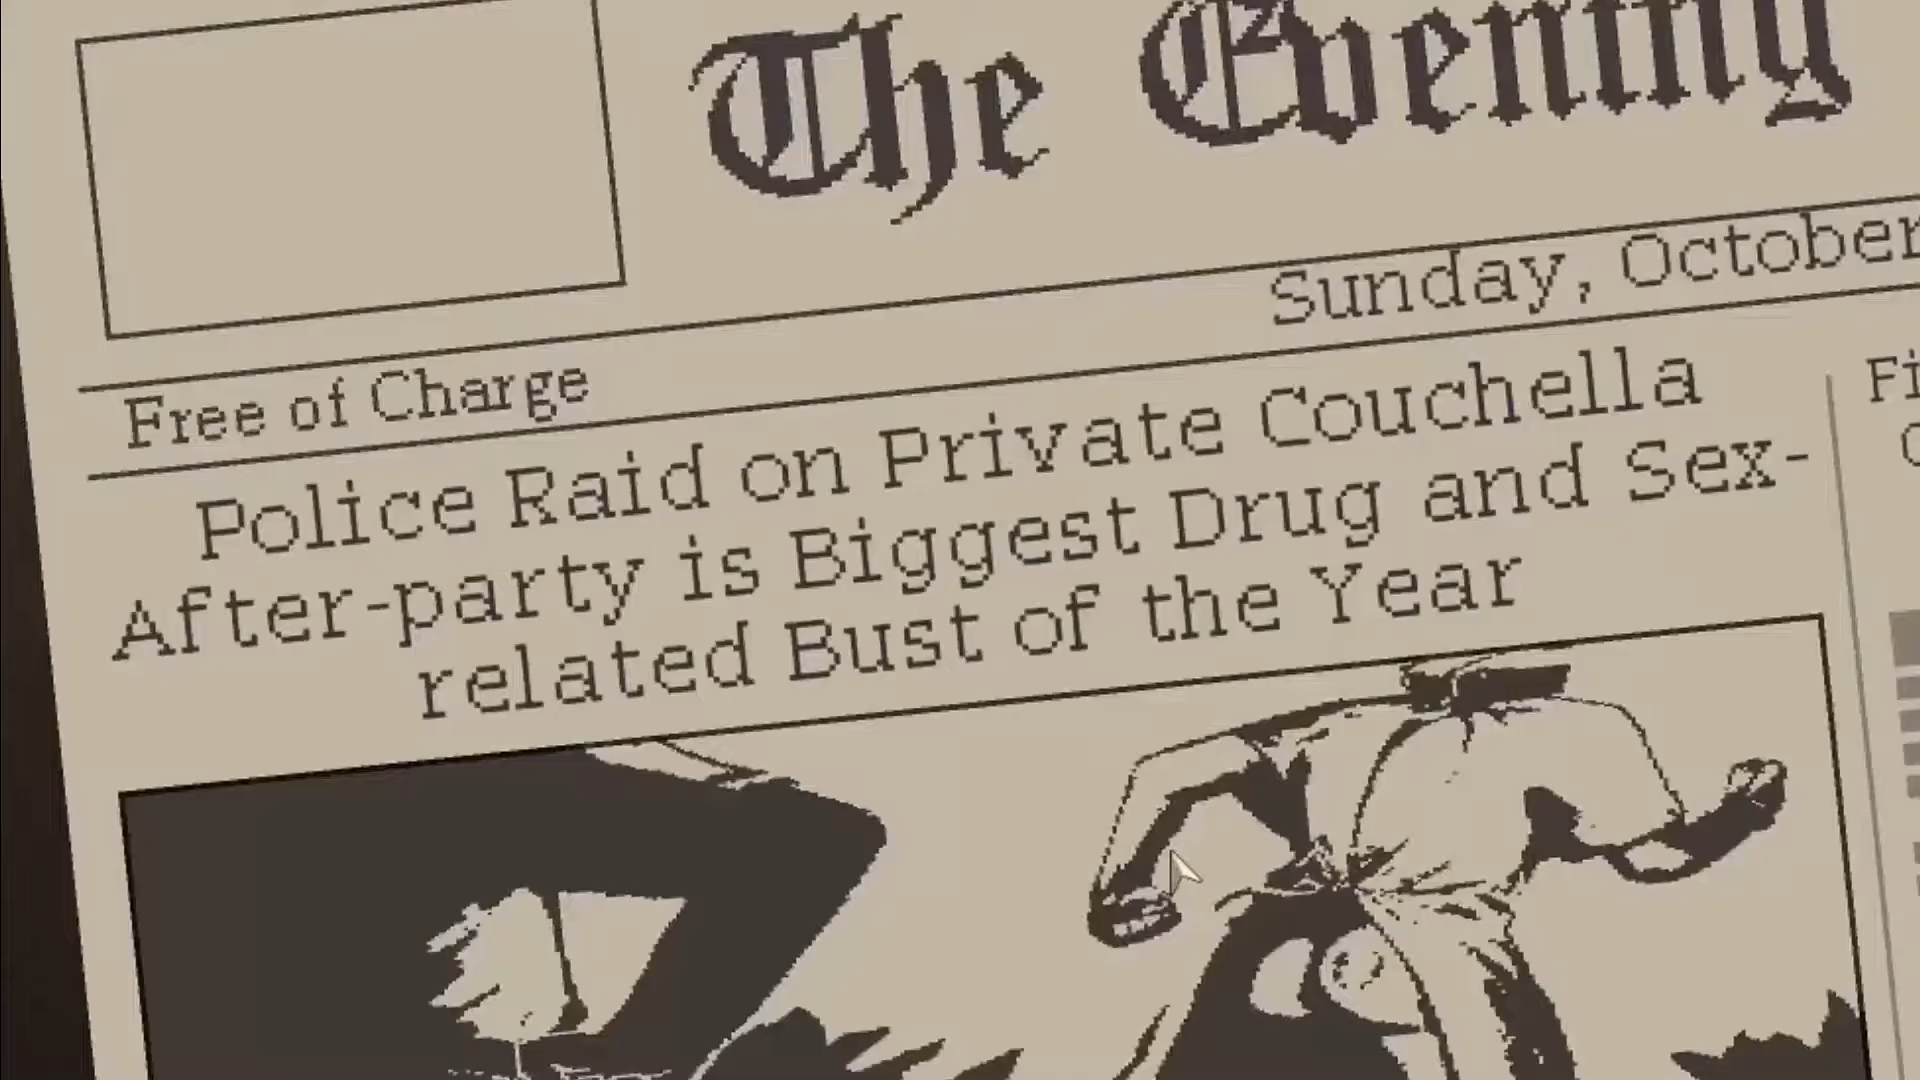 The Evening
Sunday, October
Free of Charge
Police Raid on Private Couchella
After-party is Biggest Drug and Sex-
related Bust of the Year